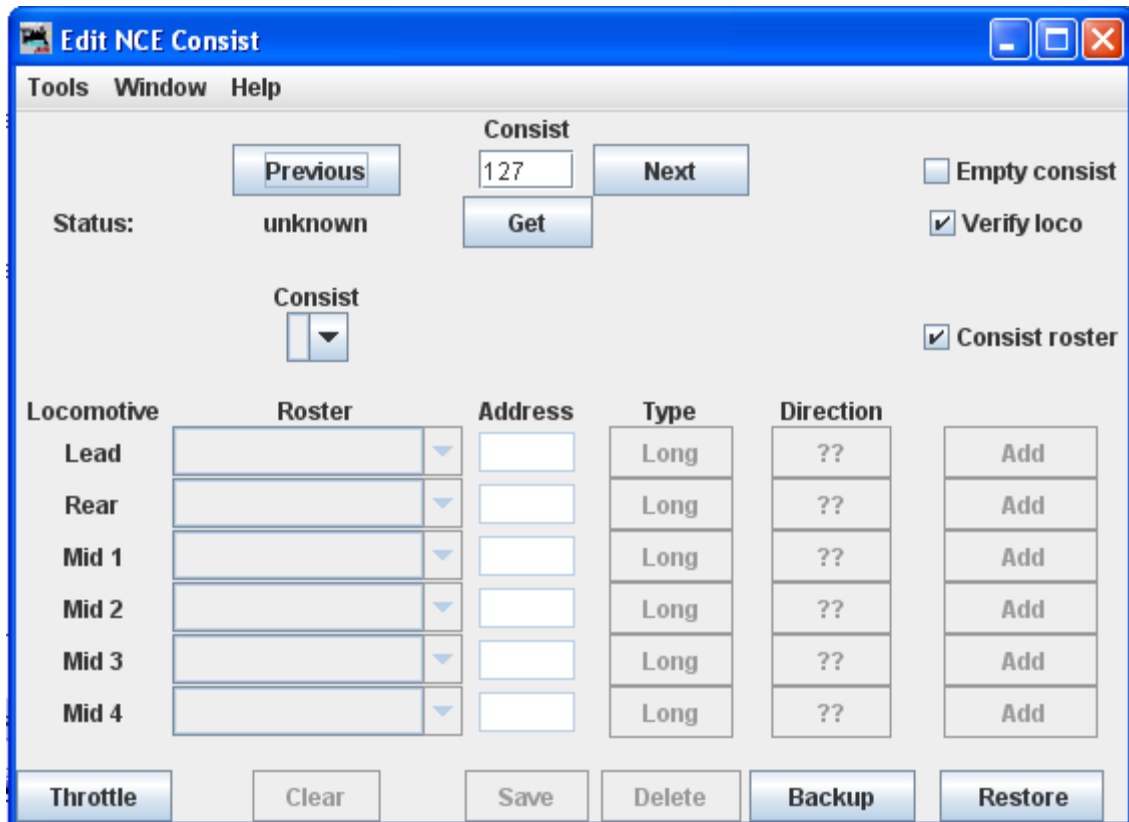 Edit NCE Consist
Tools Window Help
Consist
Previous 127 Next Empty consist
Status: unknown Get Verify loco
Consist
Consist roster
Locomotive Roster Address Type Direction
Lead Long ?? Add
Rear Long ?? Add
Mid 1 Long ?? Add
Mid 2 Long ?? Add
Mid 3 Long ?? Add
Mid 4 Long ?? Add
Throttle Clear Save Delete Backup Restore